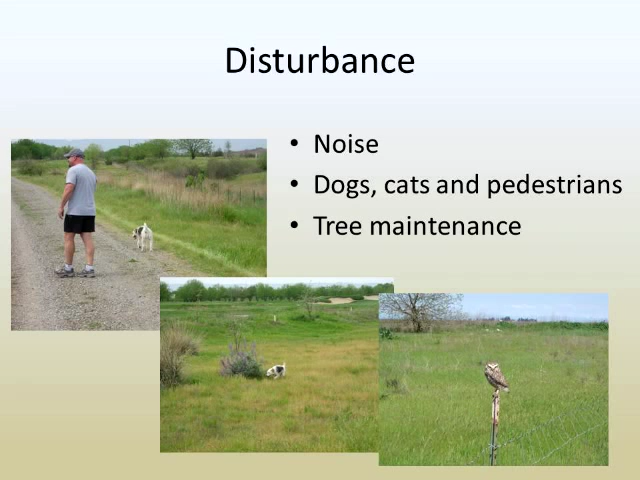 Disturbance
• Noise
• Dogs, cats and pedestrians
• Tree maintenance